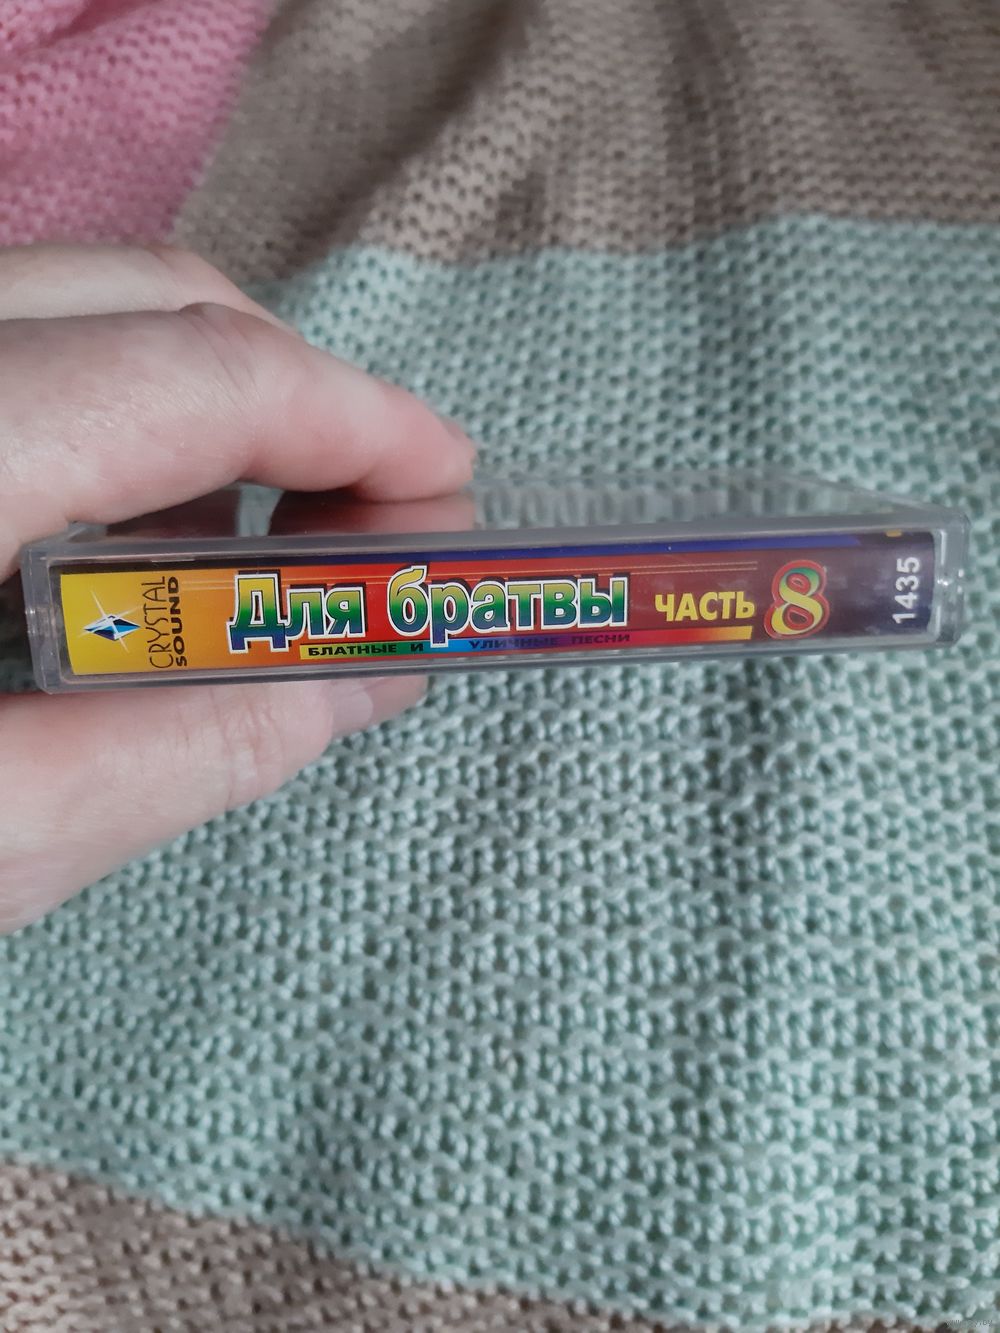 CRYSTAL
SOUND
Для братвы
БЛАТНЫЕ И УЛИЧНЫЕ ПЕСНИ
ЧАСТЬ 8
1435